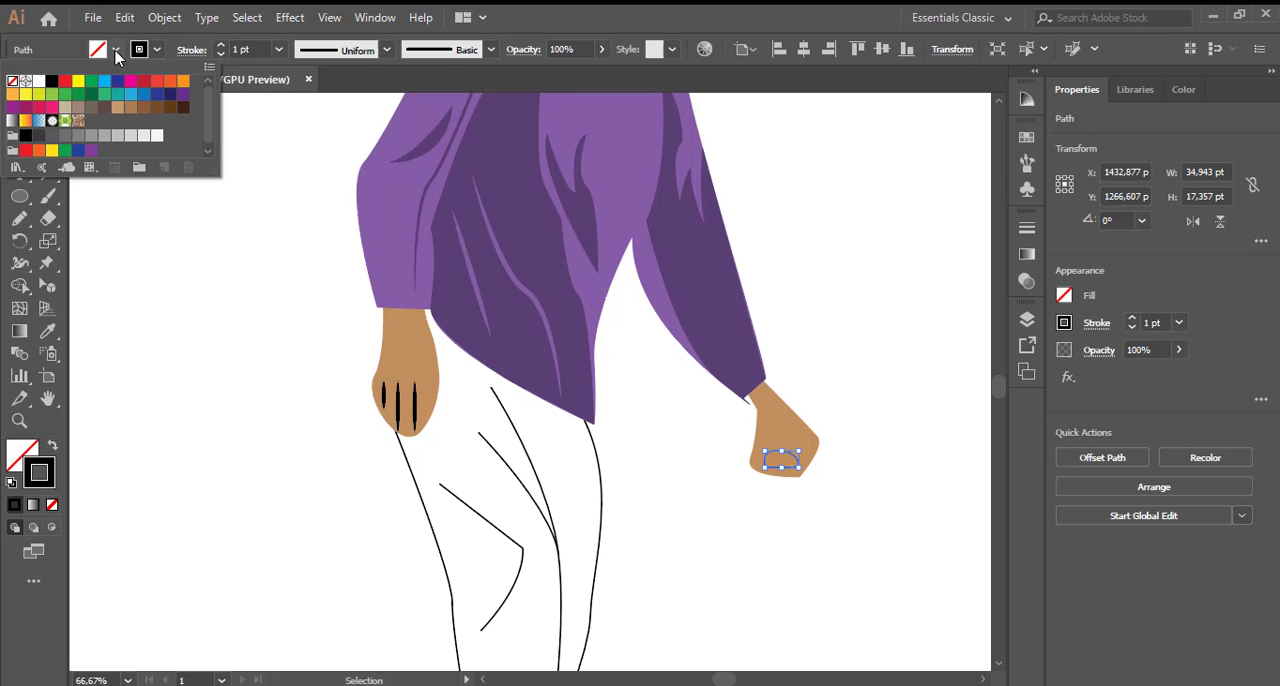 Ai File Edit Object Type Select Effect View Window Help Essentials Classic Search Adobe Stock
Path Stroke: 1 pt Uniform Basic Opacity: 100% Style: Transform
/GPU Preview) ×
Properties Libraries Color
Path
Transform
X: 1432,877 p W: 34,943 pt
Y: 1266,607 p H: 17,357 pt
0°
Appearance
Fill
Stroke 1 pt
Opacity 100%
fx
Quick Actions
Offset Path Recolor
Arrange
Start Global Edit
66,67% 1 Selection